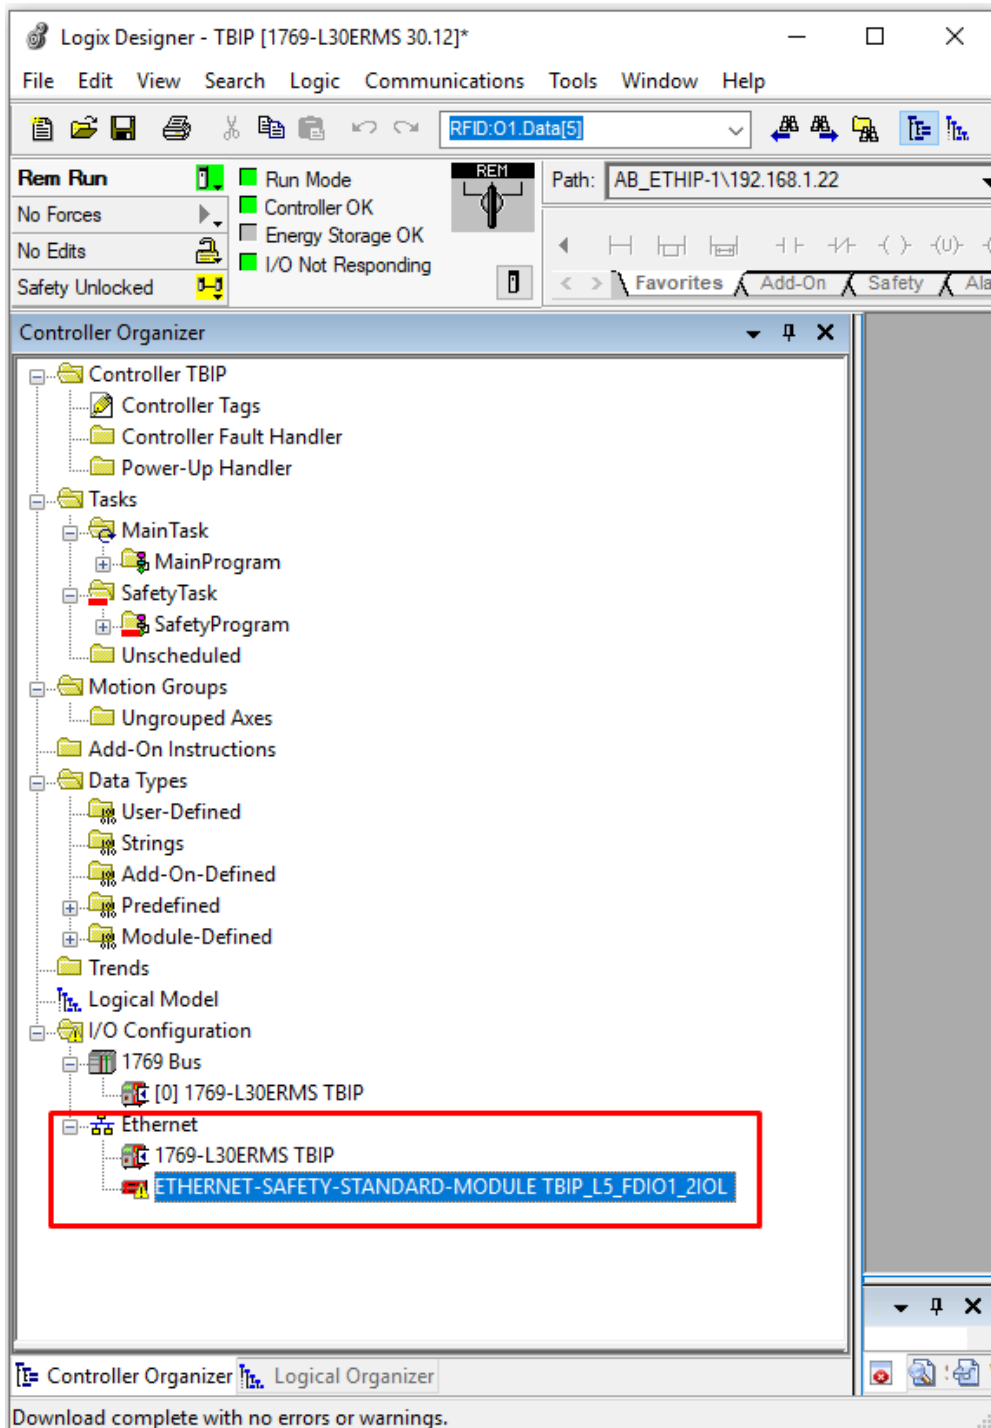 Logix Designer - TBIP [1769-L30ERMS 30.12]*
File Edit View Search Logic Communications Tools Window Help
RFID:O1.Data[5]
Rem Run
No Forces
No Edits
Safety Unlocked
Run Mode
Controller OK
Energy Storage OK
I/O Not Responding
REM
Path: AB_ETHIP-1\192.168.1.22
Favorites Add-On Safety Ala
Controller Organizer
Controller TBIP
Controller Tags
Controller Fault Handler
Power-Up Handler
Tasks
MainTask
MainProgram
SafetyTask
SafetyProgram
Unscheduled
Motion Groups
Ungrouped Axes
Add-On Instructions
Data Types
User-Defined
Strings
Add-On-Defined
Predefined
Module-Defined
Trends
Logical Model
I/O Configuration
1769 Bus
[0] 1769-L30ERMS TBIP
Ethernet
1769-L30ERMS TBIP
ETHERNET-SAFETY-STANDARD-MODULE TBIP_L5_FDIO1_2IOL
Controller Organizer Logical Organizer
Download complete with no errors or warnings.